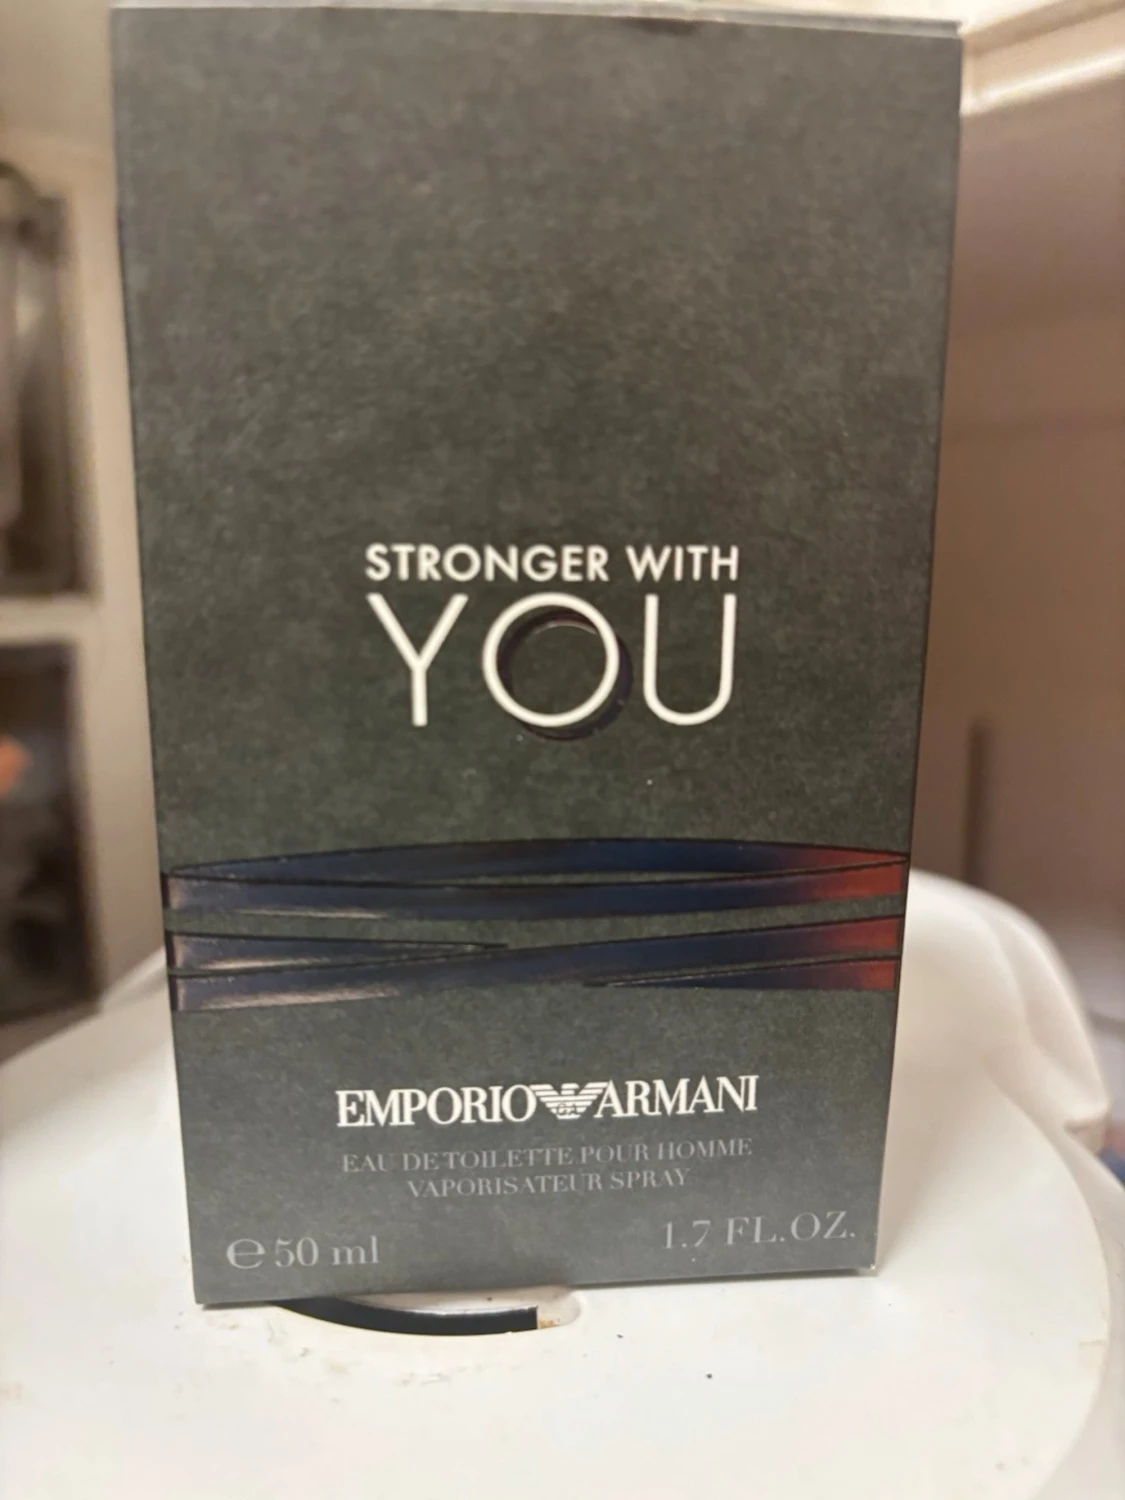 STRONGER WITH
YOU
EMPORIO ARMANI
EAU DE TOILETTE POUR HOMME
VAPORISATEUR SPRAY
℮ 50 ml 1.7 FL.OZ.